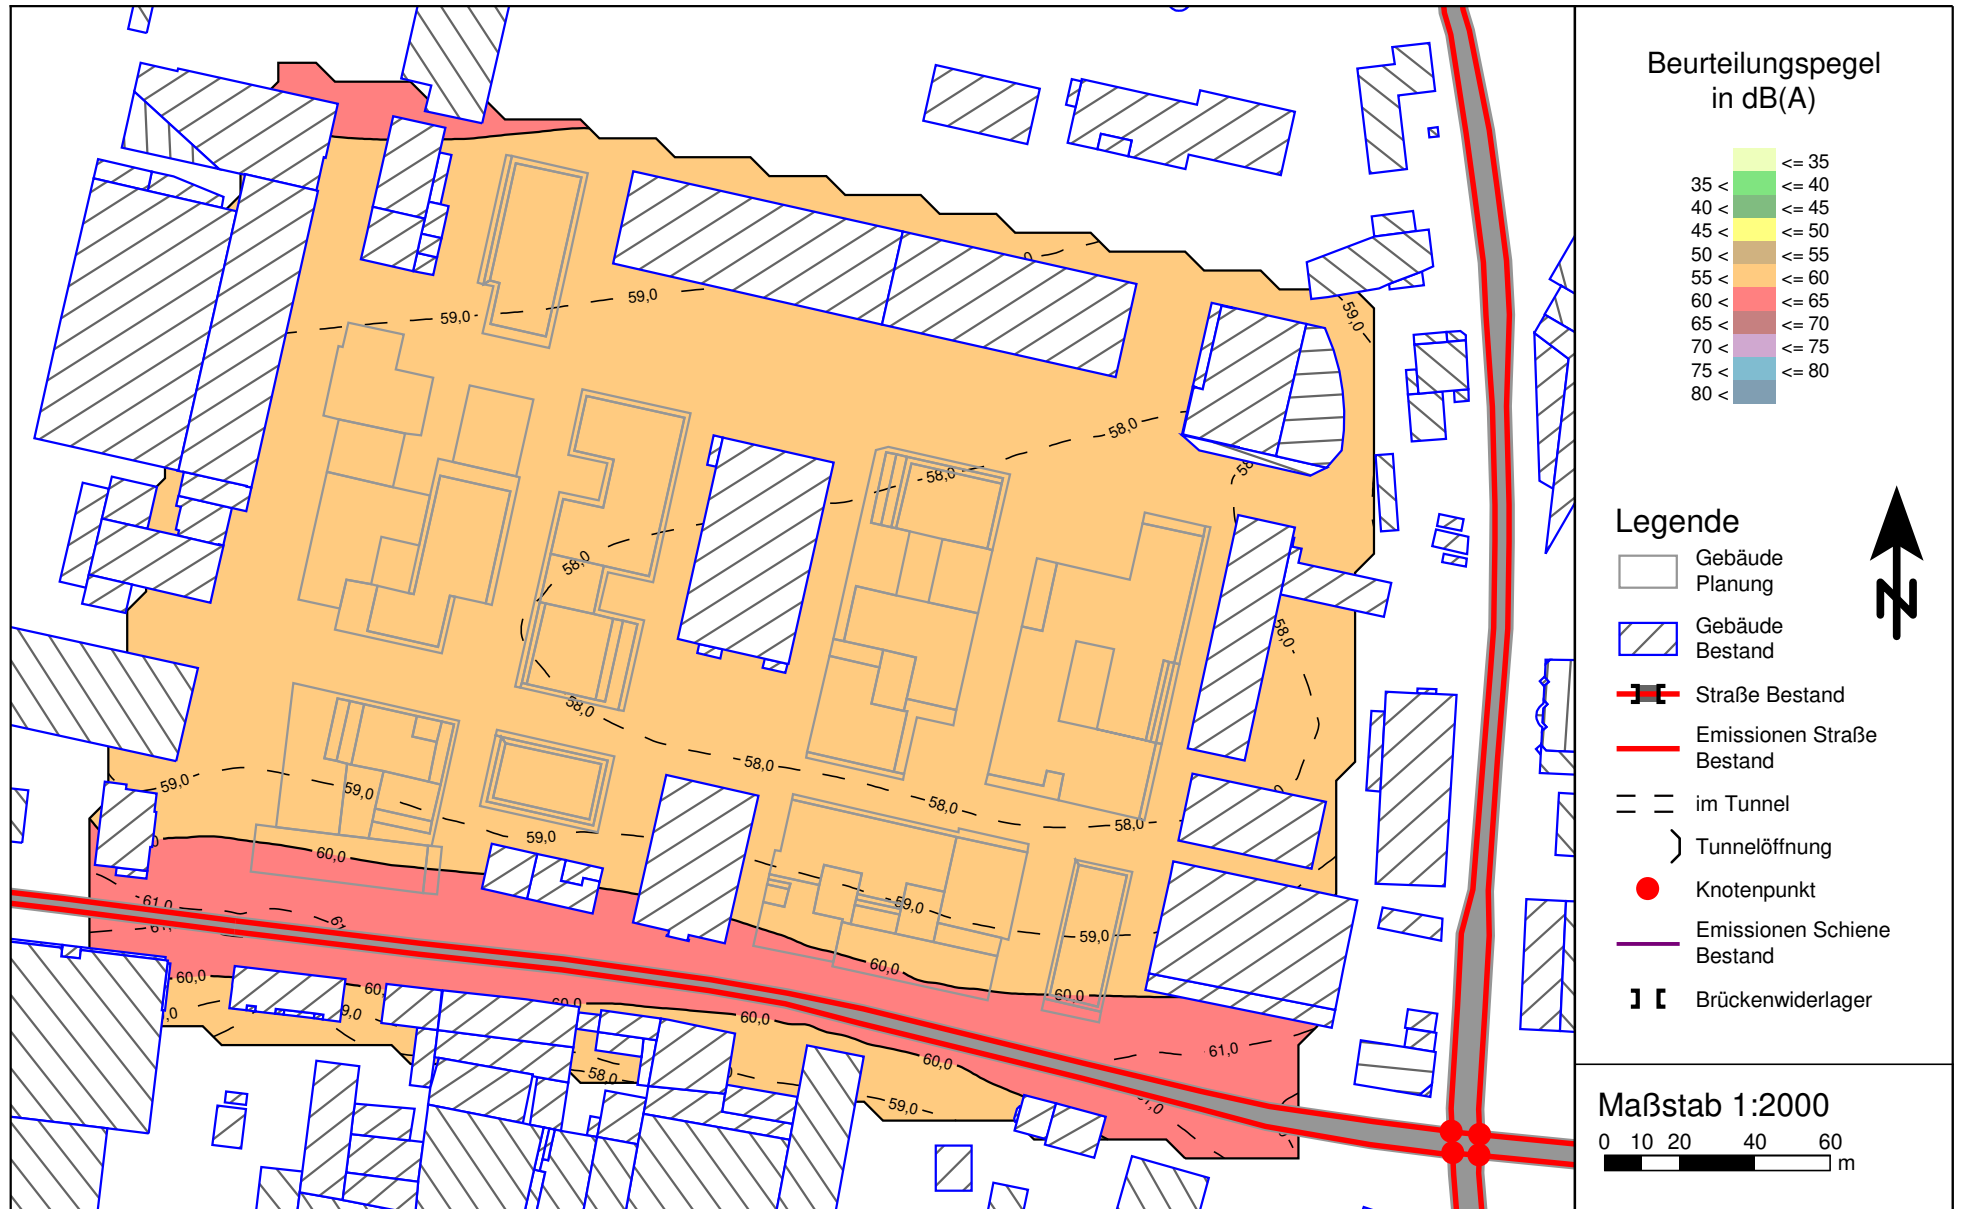 Beurteilungspegel
in dB(A)
<= 35
35 < <= 40
40 < <= 45
45 < <= 50
50 < <= 55
55 < <= 60
60 < <= 65
65 < <= 70
70 < <= 75
75 < <= 80
80 <
Legende
Gebäude
Planung
Gebäude
Bestand
Straße Bestand
Emissionen Straße
Bestand
im Tunnel
Tunnelöffnung
Knotenpunkt
Emissionen Schiene
Bestand
Brückenwiderlager
N
Maßstab 1:2000
0 10 20 40 60
m
59,0
59,0
59,0
58,0
58,0
58
58,0
58,0
58,0
58,0
58,0
58,0
59,0
59,0
59,0
60,0
59,0
59,0
61,0
60,0
60,0
60,0
60,0
60,0
60,0
61,0
58,0
59,0